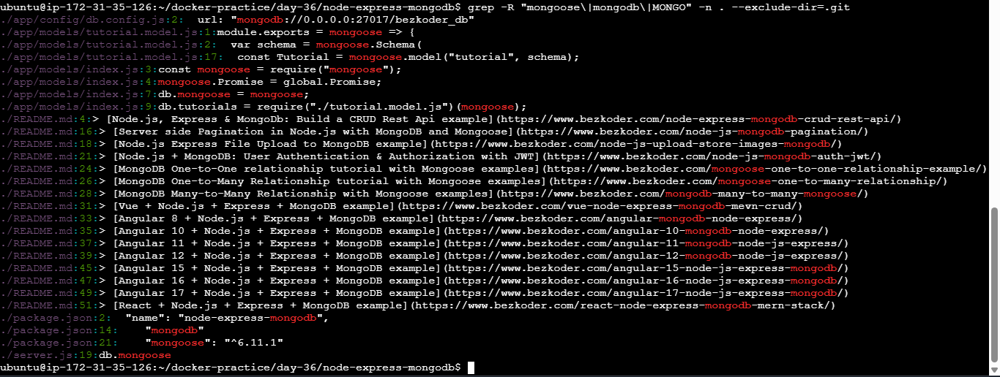 ubuntu@ip-172-31-35-126:~/docker-practice/day-36/node-express-mongodb$ grep -R "mongoose\|mongodb\|MONGO" -n . --exclude-dir=.git
./app/config/db.config.js:2:  url: "mongodb://0.0.0.0:27017/bezkoder_db"
./app/models/tutorial.model.js:1:module.exports = mongoose => {
./app/models/tutorial.model.js:2:  var schema = mongoose.Schema(
./app/models/tutorial.model.js:17:  const Tutorial = mongoose.model("tutorial", schema);
./app/models/index.js:3:const mongoose = require("mongoose");
./app/models/index.js:4:mongoose.Promise = global.Promise;
./app/models/index.js:7:db.mongoose = mongoose;
./app/models/index.js:9:db.tutorials = require("./tutorial.model.js")(mongoose);
./README.md:4:> [Node.js, Express & MongoDb: Build a CRUD Rest Api example](https://www.bezkoder.com/node-express-mongodb-crud-rest-api/)
./README.md:16:> [Server side Pagination in Node.js with MongoDB and Mongoose](https://www.bezkoder.com/node-js-mongodb-pagination/)
./README.md:18:> [Node.js Express File Upload to MongoDB example](https://www.bezkoder.com/node-js-upload-store-images-mongodb/)
./README.md:21:> [Node.js + MongoDB: User Authentication & Authorization with JWT](https://www.bezkoder.com/node-js-mongodb-auth-jwt/)
./README.md:24:> [MongoDB One-to-One relationship tutorial with Mongoose examples](https://www.bezkoder.com/mongoose-one-to-one-relationship-example/)
./README.md:26:> [MongoDB One-to-Many Relationship tutorial with Mongoose examples](https://www.bezkoder.com/mongoose-one-to-many-relationship/)
./README.md:28:> [MongoDB Many-to-Many Relationship with Mongoose examples](https://www.bezkoder.com/mongodb-many-to-many-mongoose/)
./README.md:31:> [Vue + Node.js + Express + MongoDB example](https://www.bezkoder.com/vue-node-express-mongodb-mevn-crud/)
./README.md:33:> [Angular 8 + Node.js + Express + MongoDB example](https://www.bezkoder.com/angular-mongodb-node-express/)
./README.md:35:> [Angular 10 + Node.js + Express + MongoDB example](https://www.bezkoder.com/angular-10-mongodb-node-express/)
./README.md:37:> [Angular 11 + Node.js + Express + MongoDB example](https://www.bezkoder.com/angular-11-mongodb-node-js-express/)
./README.md:39:> [Angular 12 + Node.js + Express + MongoDB example](https://www.bezkoder.com/angular-12-mongodb-node-js-express/)
./README.md:45:> [Angular 15 + Node.js + Express + MongoDB example](https://www.bezkoder.com/angular-15-node-js-express-mongodb/)
./README.md:47:> [Angular 16 + Node.js + Express + MongoDB example](https://www.bezkoder.com/angular-16-node-js-express-mongodb/)
./README.md:49:> [Angular 17 + Node.js + Express + MongoDB example](https://www.bezkoder.com/angular-17-node-js-express-mongodb/)
./README.md:51:> [React + Node.js + Express + MongoDB example](https://www.bezkoder.com/react-node-express-mongodb-mern-stack/)
./package.json:2:  "name": "node-express-mongodb",
./package.json:14:    "mongodb"
./package.json:21:    "mongoose": "^6.11.1"
./server.js:19:db.mongoose
ubuntu@ip-172-31-35-126:~/docker-practice/day-36/node-express-mongodb$